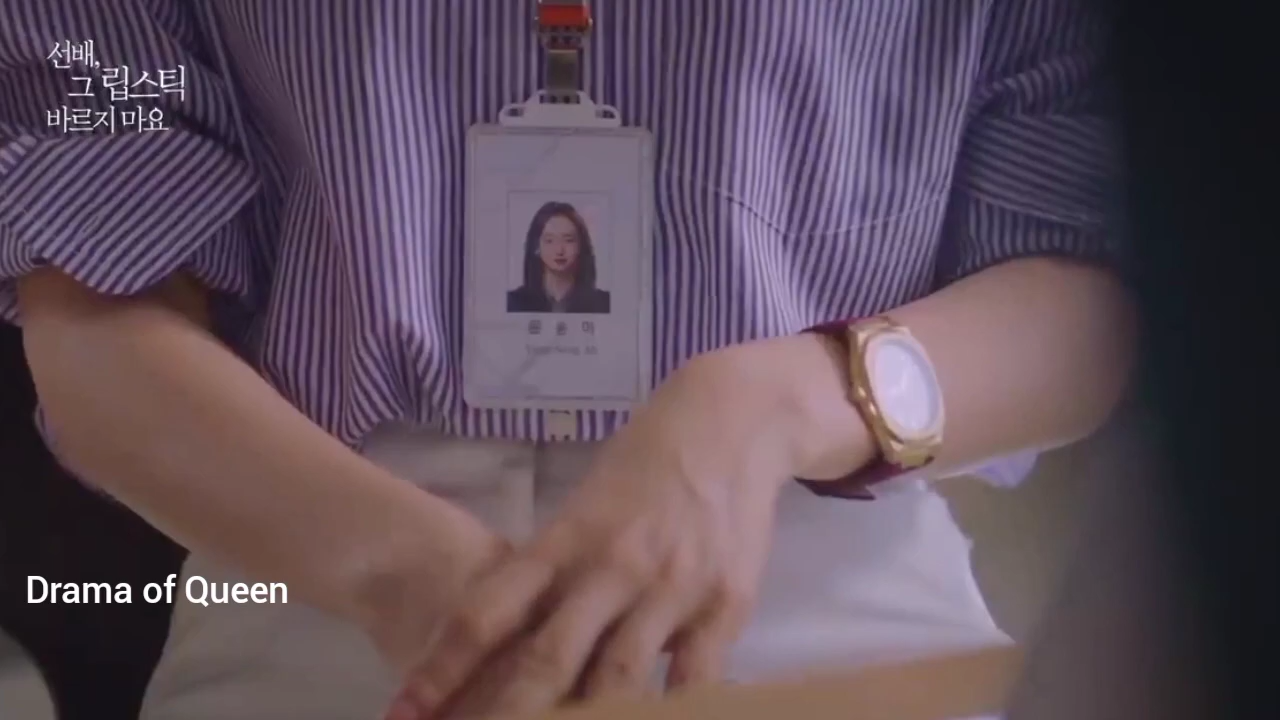 선배,
그 립스틱
바르지 마요
Drama of Queen